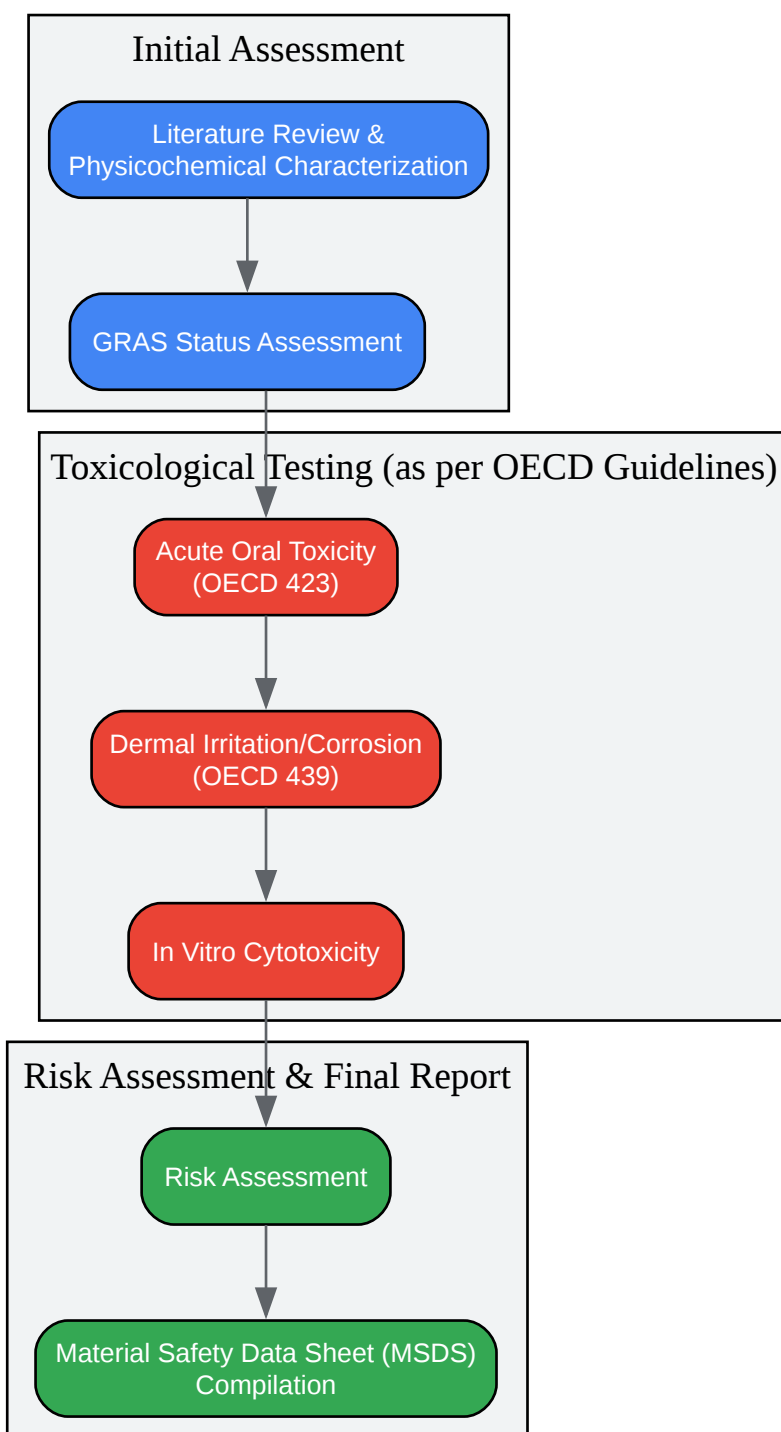 Initial Assessment
Literature Review &
Physicochemical Characterization
GRAS Status Assessment
Toxicological Testing (as per OECD Guidelines)
Acute Oral Toxicity
(OECD 423)
Dermal Irritation/Corrosion
(OECD 439)
In Vitro Cytotoxicity
Risk Assessment & Final Report
Risk Assessment
Material Safety Data Sheet (MSDS)
Compilation